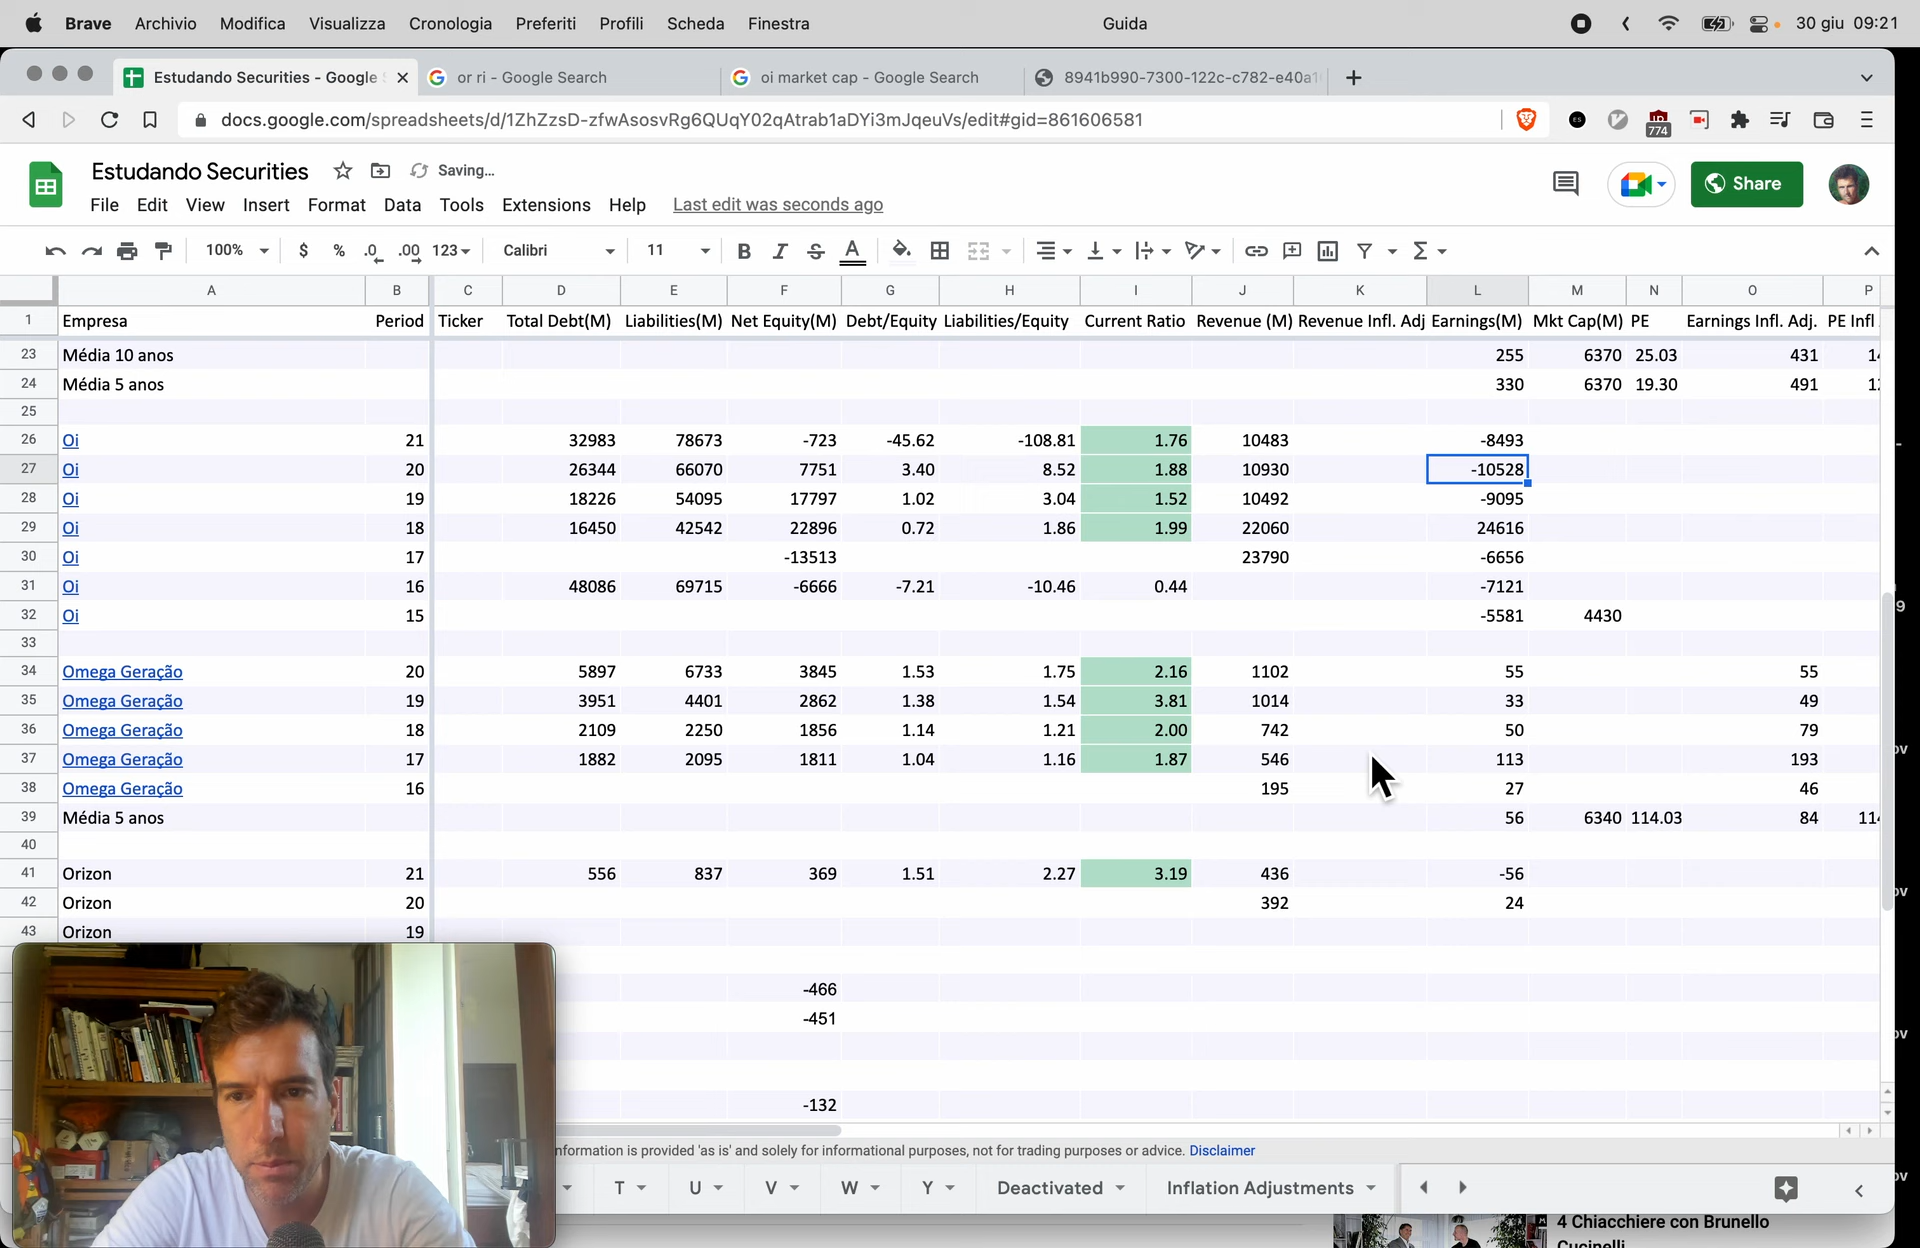 Brave Archivio Modifica Visualizza Cronologia Preferiti Profili Scheda Finestra Guida 30 giu 09:21
Estudando Securities - Google or ri - Google Search oi market cap - Google Search 8941b990-7300-122c-c782-e40a1
docs.google.com/spreadsheets/d/1ZhZzsD-zfwAsosvRg6QUqY02qAtrab1aDYi3mJqeuVs/edit#gid=861606581 774
Estudando Securities Saving... Share
File Edit View Insert Format Data Tools Extensions Help Last edit was seconds ago
100% $ % .0 .00 123 Calibri 11 B I S A
A B C D E F G H I J K L M N O P
1 Empresa Period Ticker Total Debt(M) Liabilities(M) Net Equity(M) Debt/Equity Liabilities/Equity Current Ratio Revenue (M) Revenue Infl. Adj Earnings(M) Mkt Cap(M) PE Earnings Infl. Adj. PE Infl
23 Média 10 anos 255 6370 25.03 431
24 Média 5 anos 330 6370 19.30 491
25
26 Oi 21 32983 78673 -723 -45.62 -108.81 1.76 10483 -8493
27 Oi 20 26344 66070 7751 3.40 8.52 1.88 10930 -10528
28 Oi 19 18226 54095 17797 1.02 3.04 1.52 10492 -9095
29 Oi 18 16450 42542 22896 0.72 1.86 1.99 22060 24616
30 Oi 17 -13513 23790 -6656
31 Oi 16 48086 69715 -6666 -7.21 -10.46 0.44 -7121
32 Oi 15 -5581 4430
33
34 Omega Geração 20 5897 6733 3845 1.53 1.75 2.16 1102 55 55
35 Omega Geração 19 3951 4401 2862 1.38 1.54 3.81 1014 33 49
36 Omega Geração 18 2109 2250 1856 1.14 1.21 2.00 742 50 79
37 Omega Geração 17 1882 2095 1811 1.04 1.16 1.87 546 113 193
38 Omega Geração 16 195 27 46
39 Média 5 anos 56 6340 114.03 84
40
41 Orizon 21 556 837 369 1.51 2.27 3.19 436 -56
42 Orizon 20 392 24
43 Orizon 19
-466
-451
-132
nformation is provided 'as is' and solely for informational purposes, not for trading purposes or advice. Disclaimer
T U V W Y Deactivated Inflation Adjustments
4 Chiacchiere con Brunello
Cucinelli